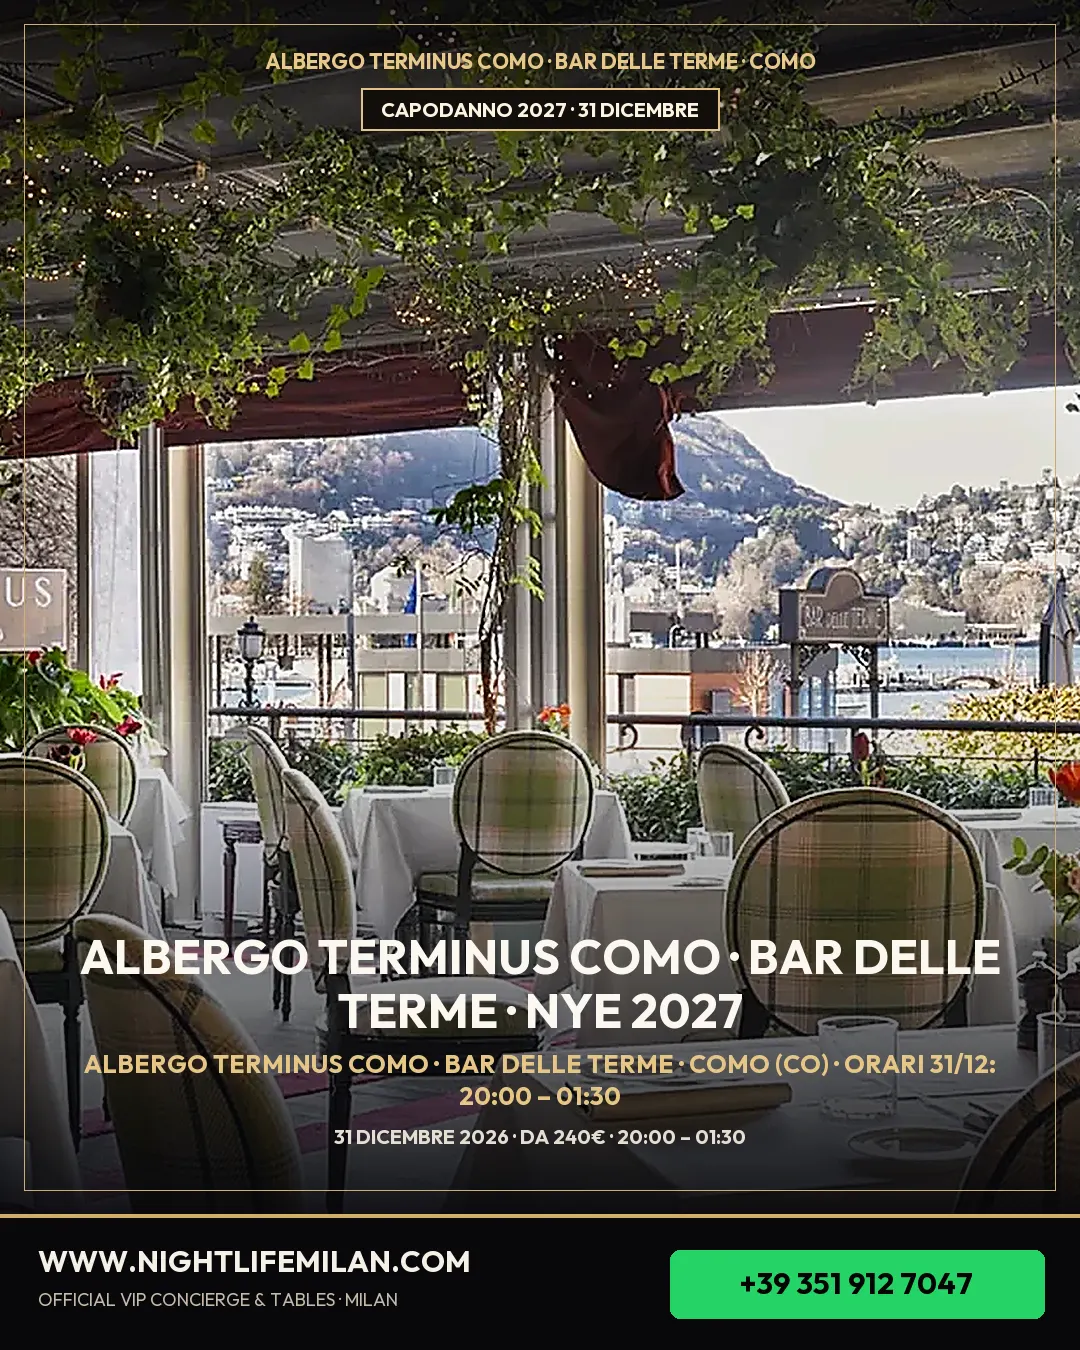 ALBERGO TERMINUS COMO · BAR DELLE TERME · COMO
CAPODANNO 2027 · 31 DICEMBRE
US
BAR DELLE TERME
ALBERGO TERMINUS COMO · BAR DELLE
TERME · NYE 2027
ALBERGO TERMINUS COMO · BAR DELLE TERME · COMO (CO) · ORARI 31/12:
20:00 – 01:30
31 DICEMBRE 2026 · DA 240€ · 20:00 – 01:30
WWW.NIGHTLIFEMILAN.COM
+39 351 912 7047
OFFICIAL VIP CONCIERGE & TABLES · MILAN